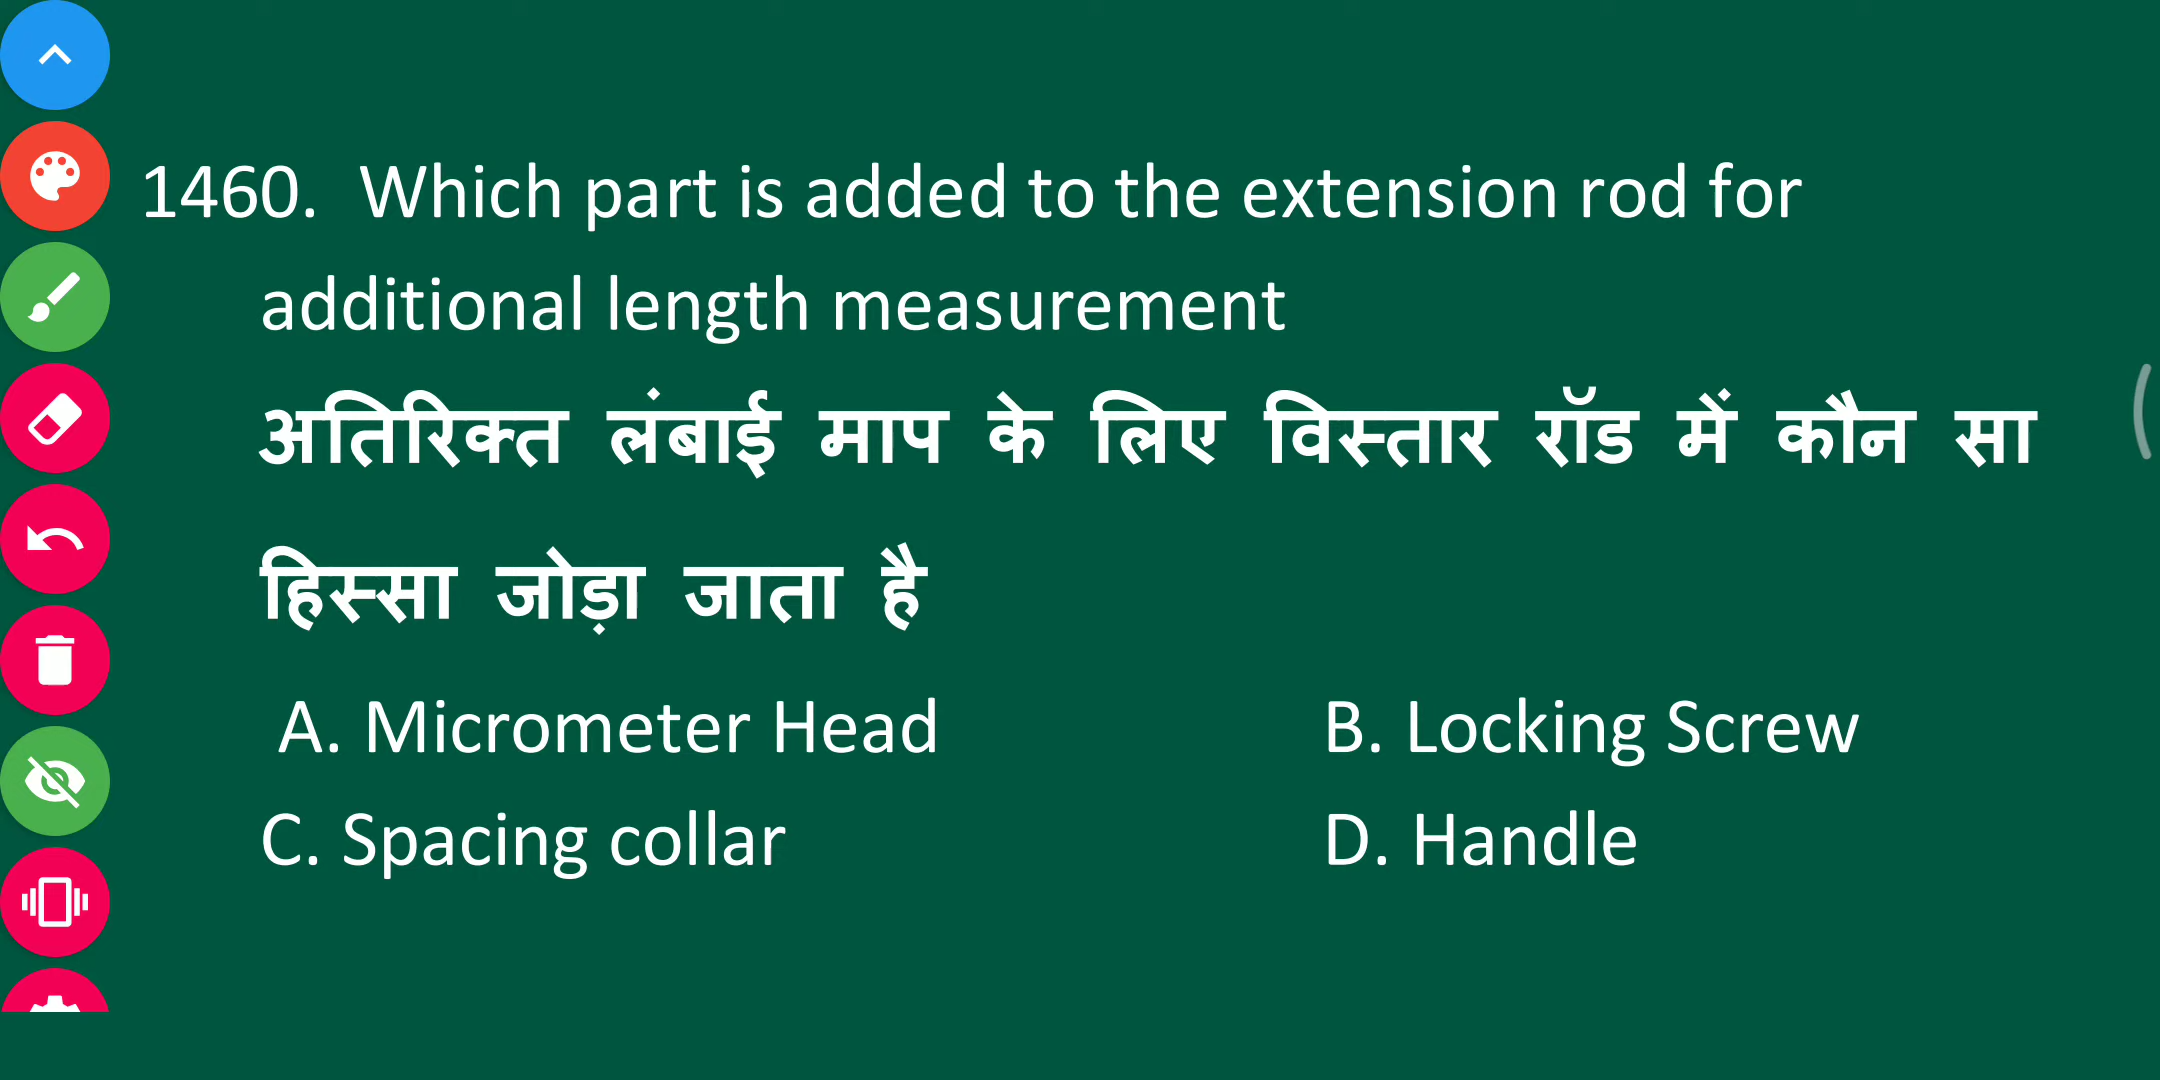 1460. Which part is added to the extension rod for
additional length measurement
अतिरिक्त लंबाई माप के लिए विस्तार रॉड में कौन सा
हिस्सा जोड़ा जाता है
A. Micrometer Head B. Locking Screw
C. Spacing collar D. Handle